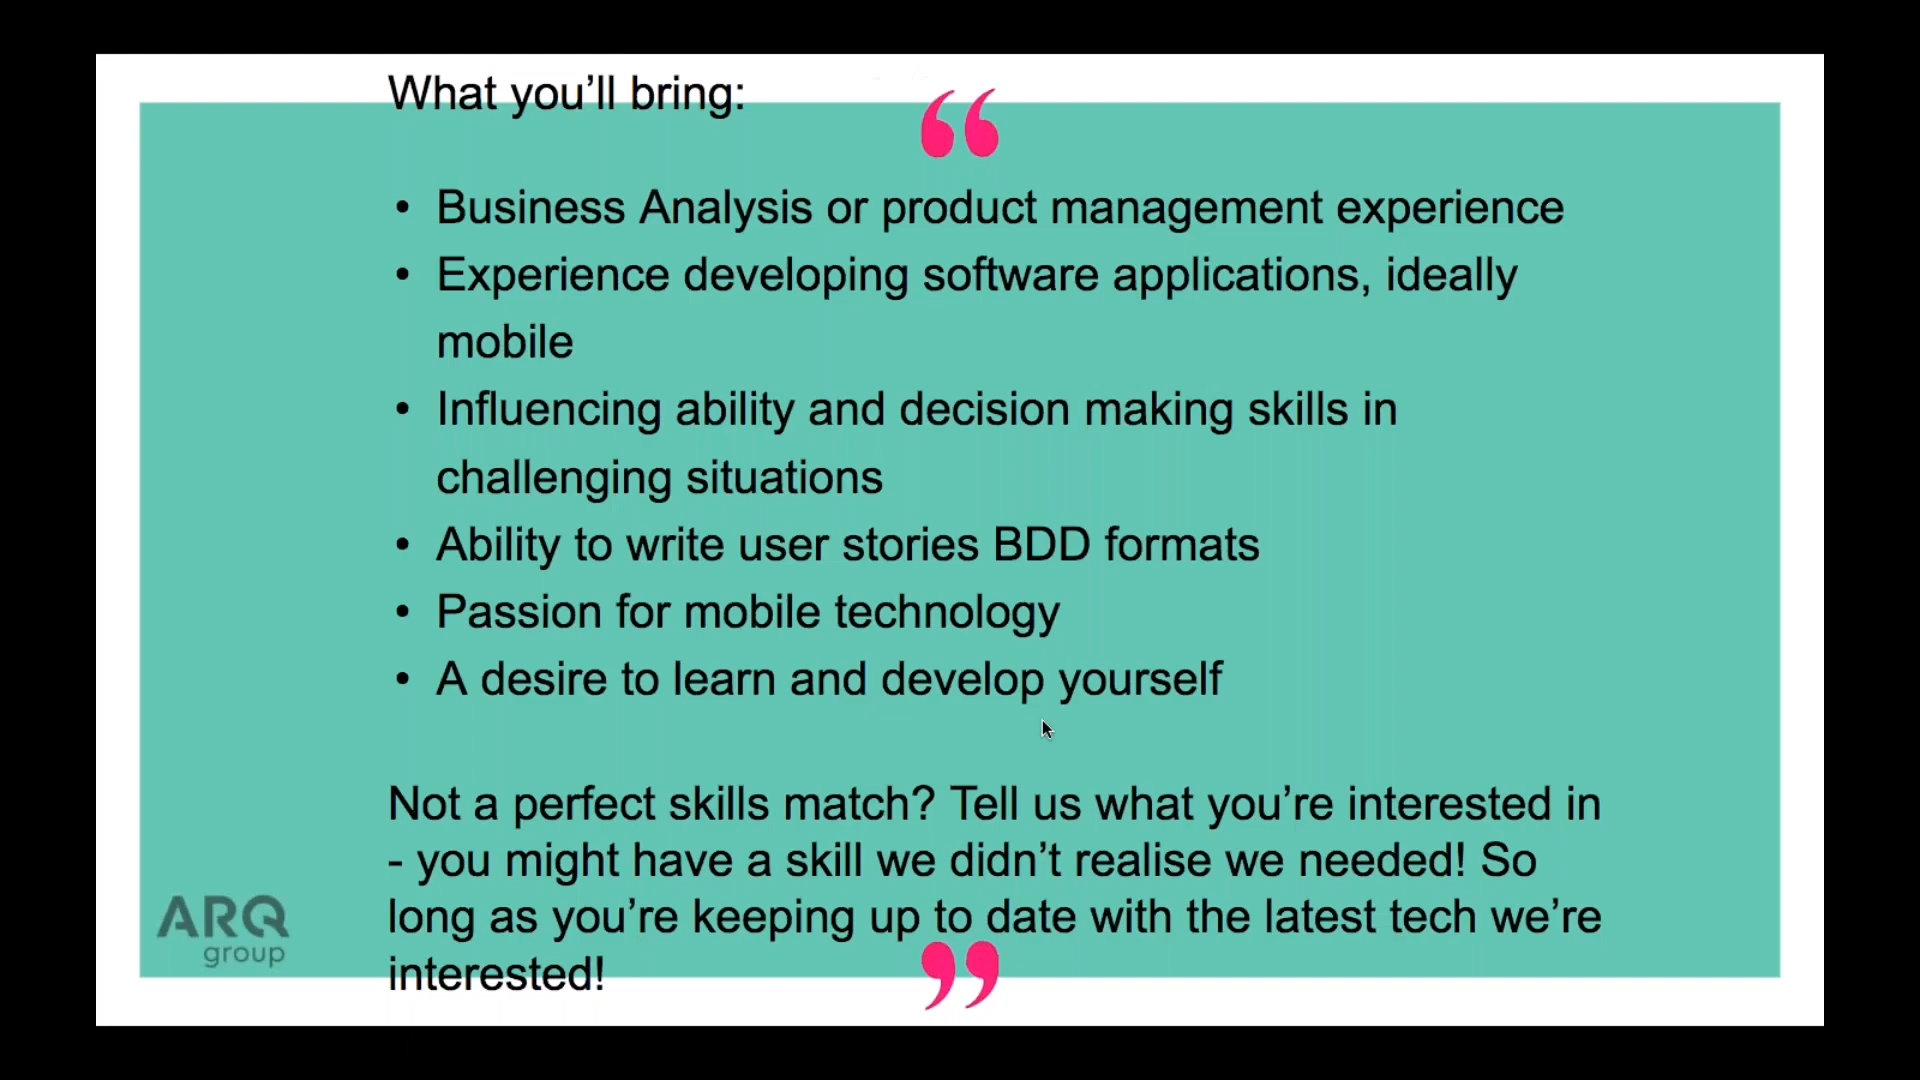 What you’ll bring:
“
• Business Analysis or product management experience
• Experience developing software applications, ideally
mobile
• Influencing ability and decision making skills in
challenging situations
• Ability to write user stories BDD formats
• Passion for mobile technology
• A desire to learn and develop yourself
Not a perfect skills match? Tell us what you’re interested in
- you might have a skill we didn’t realise we needed! So
long as you’re keeping up to date with the latest tech we’re
interested!
”
ARQ
group